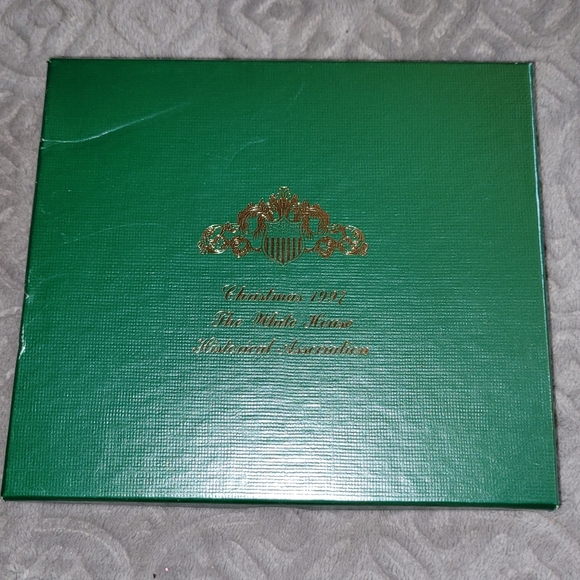 Christmas 1997
The White House
Historical Association